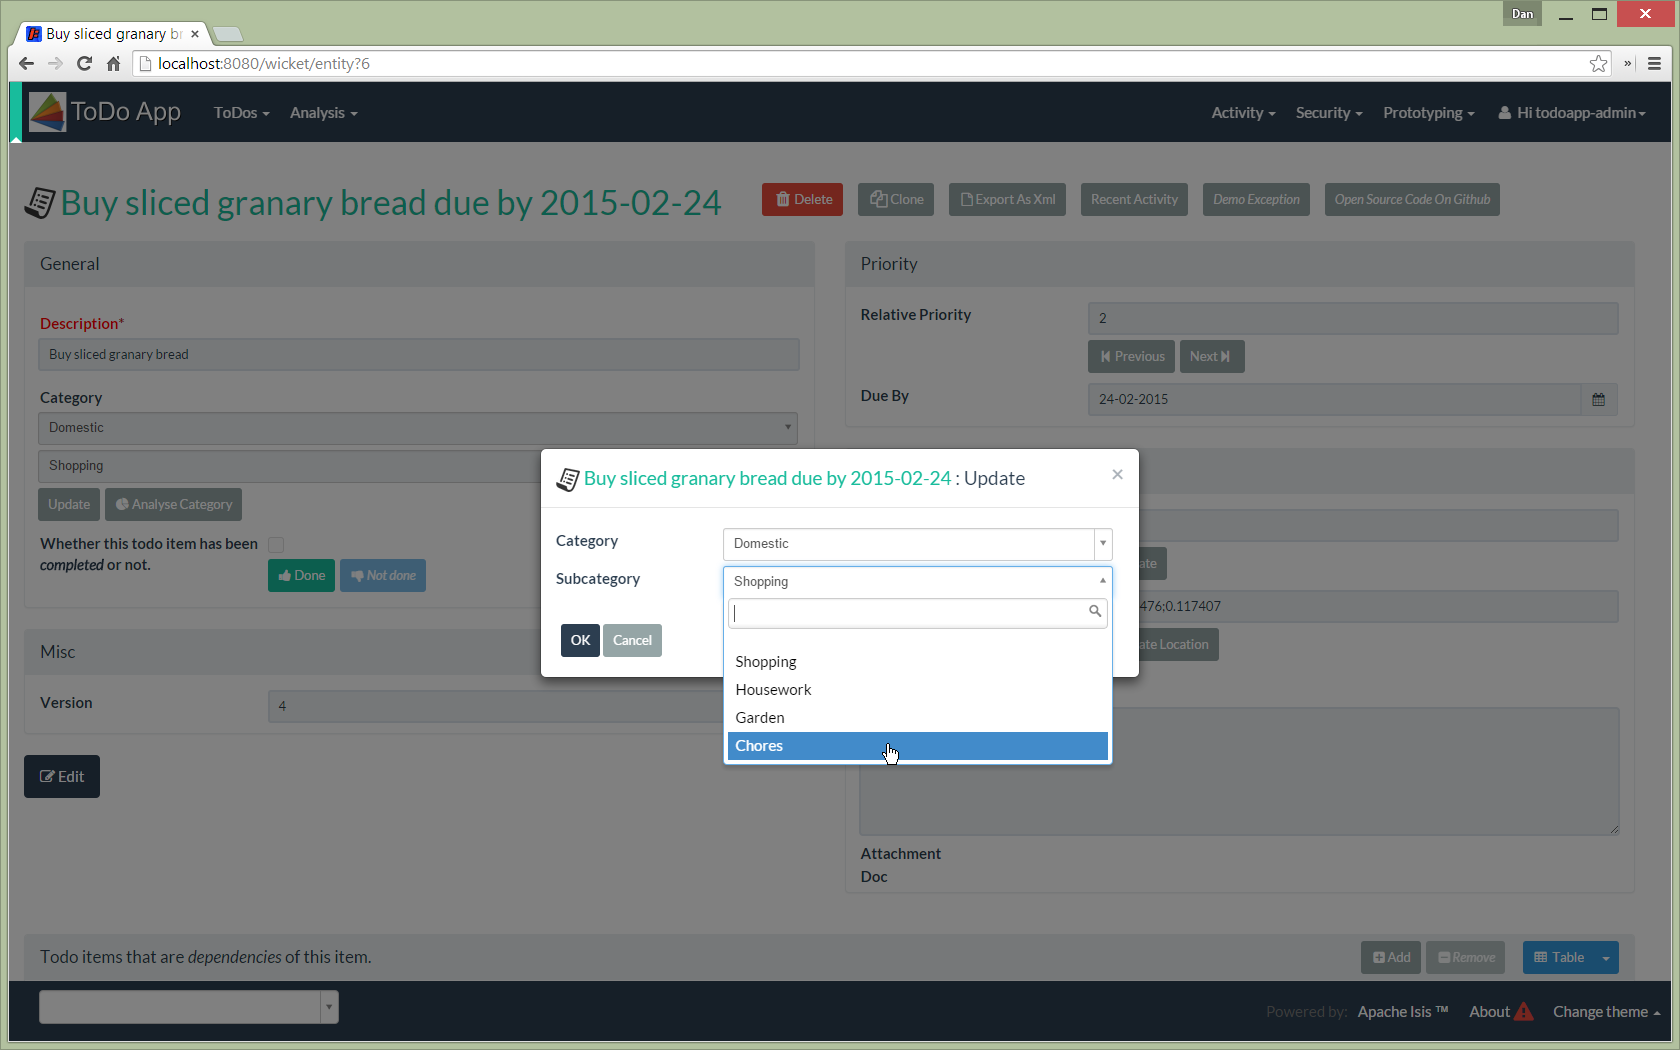 Dan
Buy sliced granary br
localhost:8080/wicket/entity?6
ToDo App ToDos Analysis Activity Security Prototyping Hi todoapp-admin
Buy sliced granary bread due by 2015-02-24 Delete Clone Export As Xml Recent Activity Demo Exception Open Source Code On Github
General
Description*
Buy sliced granary bread
Category
Domestic
Shopping
Update Analyse Category
Whether this todo item has been
completed or not.
Done Not done
Misc
Version 4
Edit
Priority
Relative Priority 2
Previous Next
Due By 24-02-2015
ate
476;0.117407
ate Location
Attachment
Doc
Buy sliced granary bread due by 2015-02-24 : Update ×
Category Domestic
Subcategory Shopping
OK Cancel
Shopping
Housework
Garden
Chores
Todo items that are dependencies of this item. Add Remove Table
Powered by: Apache Isis ™ About Change theme